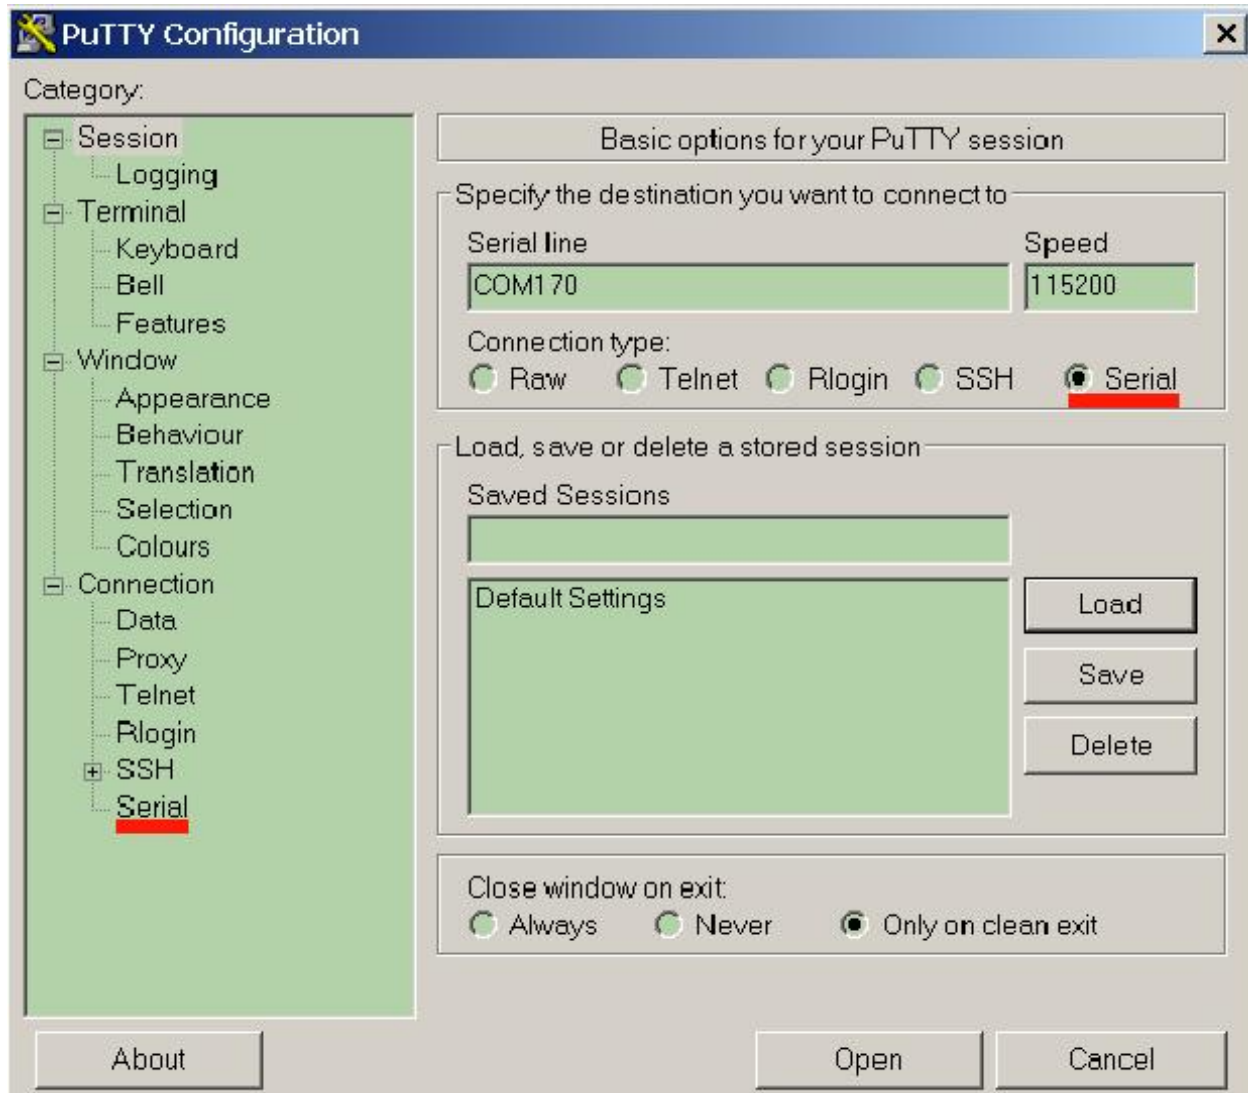 PuTTY Configuration
Category:
Session
Logging
Terminal
Keyboard
Bell
Features
Window
Appearance
Behaviour
Translation
Selection
Colours
Connection
Data
Proxy
Telnet
Rlogin
SSH
Serial
Basic options for your PuTTY session
Specify the destination you want to connect to
Serial line Speed
COM170 115200
Connection type:
Raw Telnet Rlogin SSH Serial
Load, save or delete a stored session
Saved Sessions
Default Settings
Load
Save
Delete
Close window on exit:
Always Never Only on clean exit
About Open Cancel